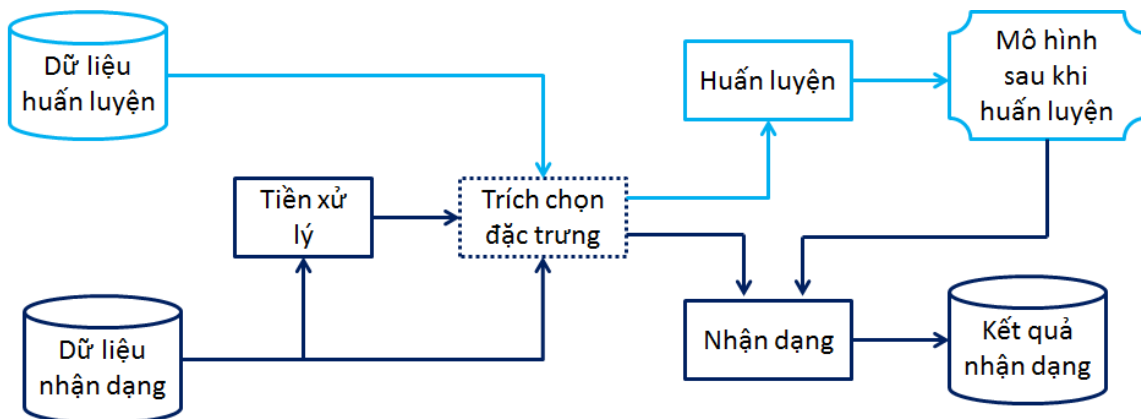 Dữ liệu
huấn luyện
Huấn luyện
Mô hình
sau khi
huấn luyện
Tiền xử
lý
Trích chọn
đặc trưng
Dữ liệu
nhận dạng
Nhận dạng
Kết quả
nhận dạng